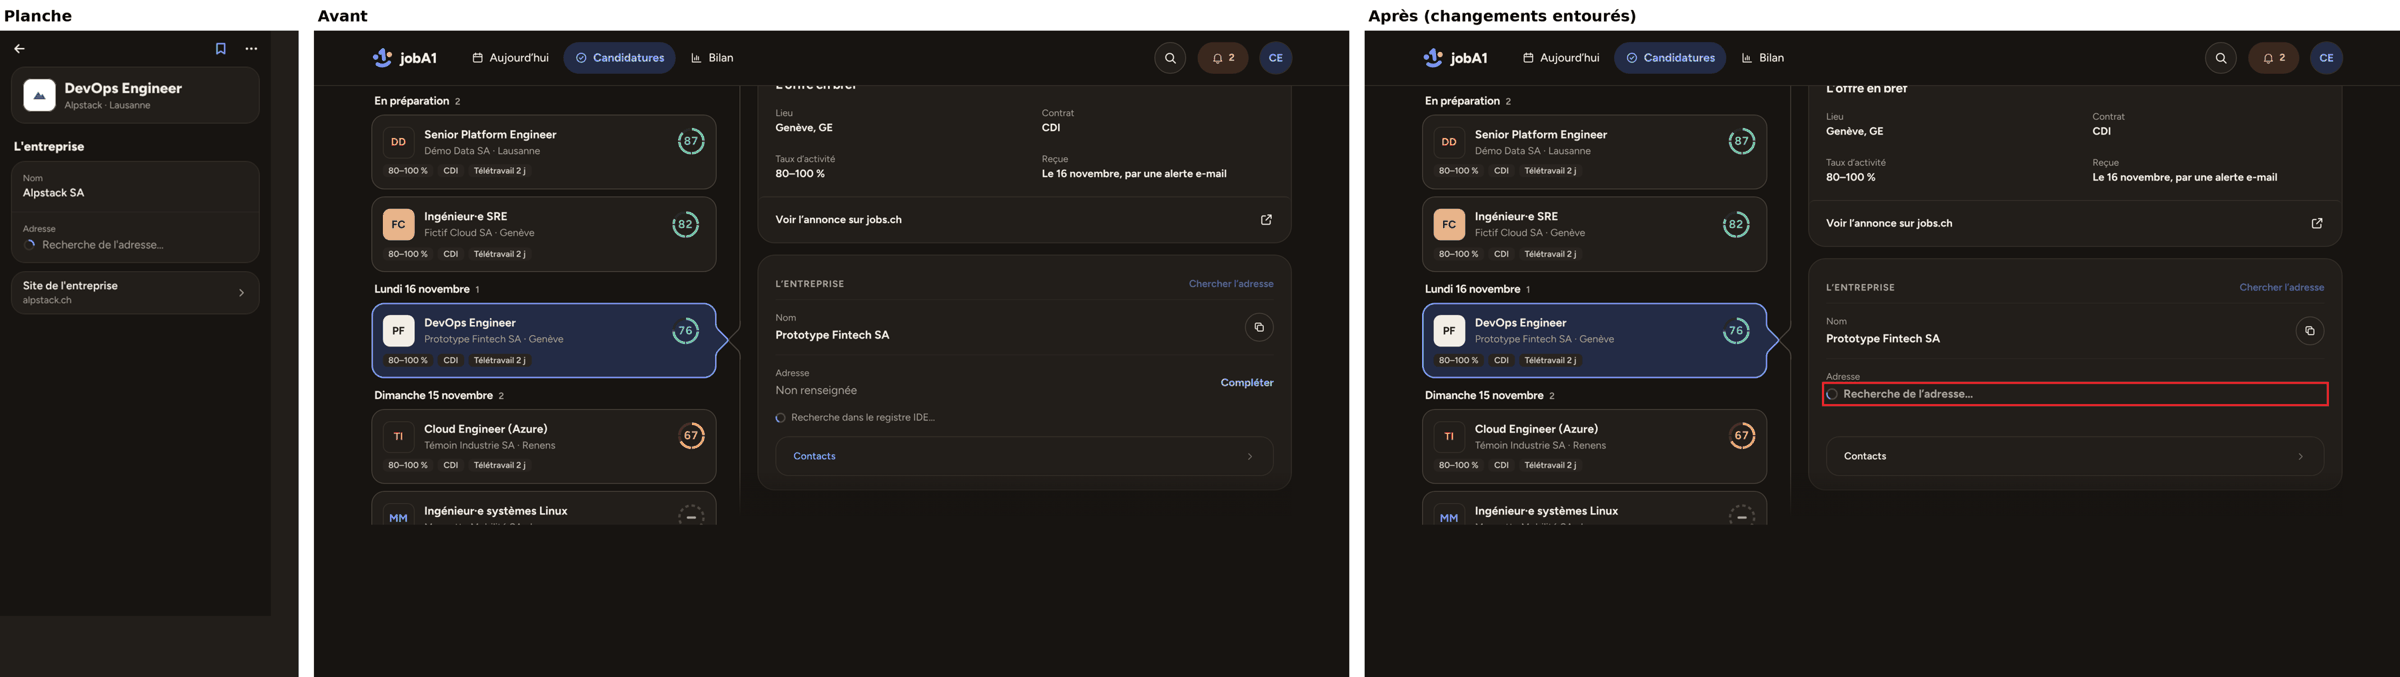 Planche
DevOps Engineer
Alpstack · Lausanne
L'entreprise
Nom
Alpstack SA
Adresse
Recherche de l'adresse...
Site de l'entreprise
alpstack.ch
Avant
jobA1
Aujourd'hui
Candidatures
Bilan
2
CE
En préparation 2
DD
Senior Platform Engineer
Démo Data SA · Lausanne
80–100 % CDI Télétravail 2 j
87
FC
Ingénieur·e SRE
Fictif Cloud SA · Genève
80–100 % CDI Télétravail 2 j
82
Lundi 16 novembre 1
PF
DevOps Engineer
Prototype Fintech SA · Genève
80–100 % CDI Télétravail 2 j
76
Dimanche 15 novembre 2
TI
Cloud Engineer (Azure)
Témoin Industrie SA · Renens
80–100 % CDI Télétravail 2 j
67
MM
Ingénieur·e systèmes Linux
L'offre en bref
Lieu
Genève, GE
Contrat
CDI
Taux d'activité
80–100 %
Reçue
Le 16 novembre, par une alerte e-mail
Voir l'annonce sur jobs.ch
L'ENTREPRISE
Chercher l'adresse
Nom
Prototype Fintech SA
Adresse
Non renseignée
Compléter
Recherche dans le registre IDE...
Contacts
Après (changements entourés)
jobA1
Aujourd'hui
Candidatures
Bilan
2
CE
En préparation 2
DD
Senior Platform Engineer
Démo Data SA · Lausanne
80–100 % CDI Télétravail 2 j
87
FC
Ingénieur·e SRE
Fictif Cloud SA · Genève
80–100 % CDI Télétravail 2 j
82
Lundi 16 novembre 1
PF
DevOps Engineer
Prototype Fintech SA · Genève
80–100 % CDI Télétravail 2 j
76
Dimanche 15 novembre 2
TI
Cloud Engineer (Azure)
Témoin Industrie SA · Renens
80–100 % CDI Télétravail 2 j
67
MM
Ingénieur·e systèmes Linux
L'offre en bref
Lieu
Genève, GE
Contrat
CDI
Taux d'activité
80–100 %
Reçue
Le 16 novembre, par une alerte e-mail
Voir l'annonce sur jobs.ch
L'ENTREPRISE
Chercher l'adresse
Nom
Prototype Fintech SA
Adresse
Recherche de l'adresse...
Contacts